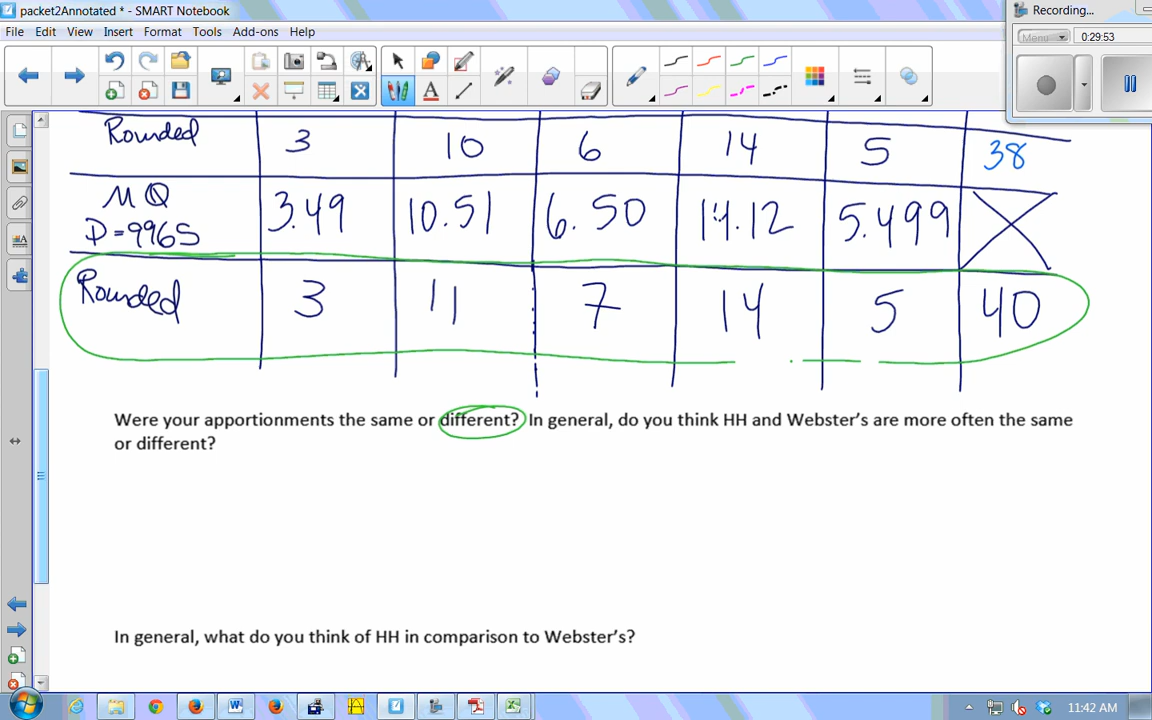 packet2Annotated * - SMART Notebook
Recording...
File Edit View Insert Format Tools Add-ons Help
Menu
0:29:53
Rounded 3 10 6 14 5 38
MQ 3.49 10.51 6.50 14.12 5.499
D=9965
Rounded 3 11 7 14 5 40
Were your apportionments the same or different? In general, do you think HH and Webster's are more often the same
or different?
In general, what do you think of HH in comparison to Webster's?
11:42 AM